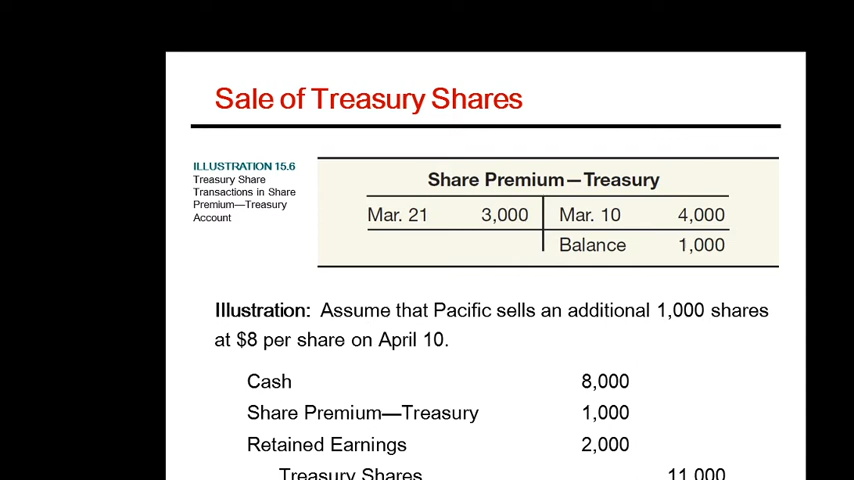 Sale of Treasury Shares
ILLUSTRATION 15.6
Treasury Share
Transactions in Share
Premium—Treasury
Account
Share Premium—Treasury
Mar. 21 3,000 Mar. 10 4,000
Balance 1,000
Illustration: Assume that Pacific sells an additional 1,000 shares
at $8 per share on April 10.
Cash 8,000
Share Premium—Treasury 1,000
Retained Earnings 2,000
Treasury Shares 11,000